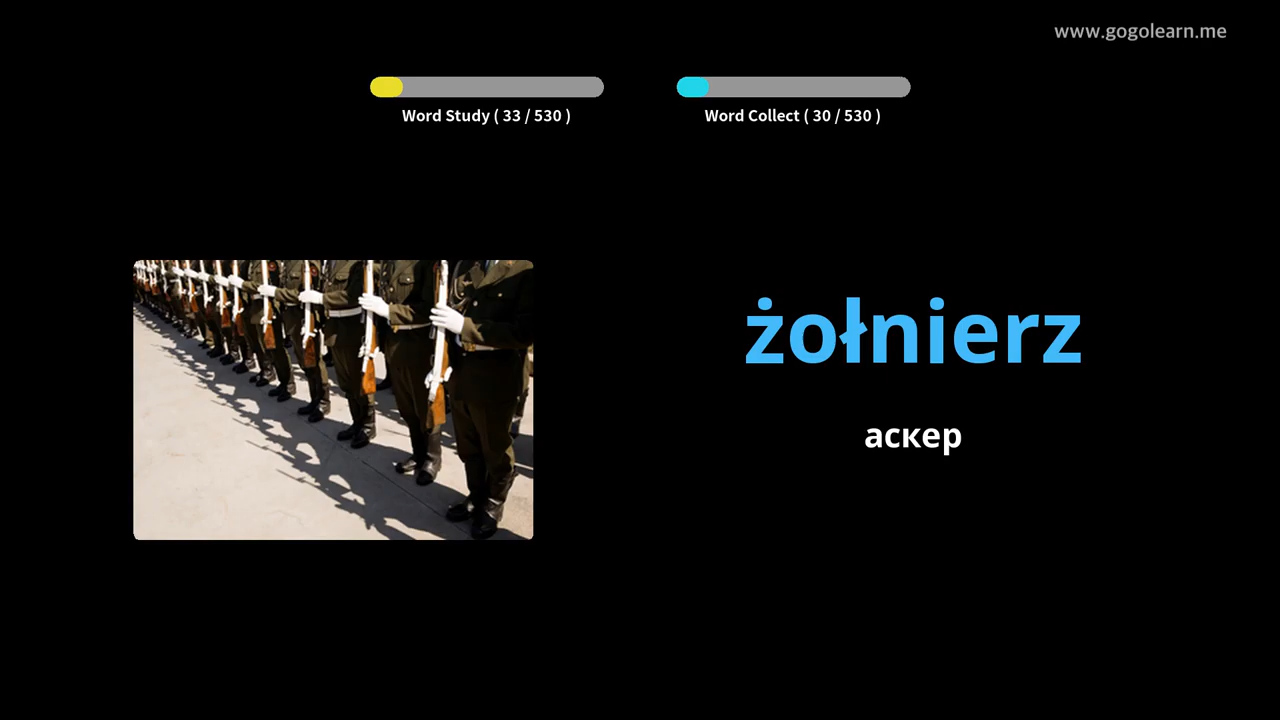 www.gogolearn.me
Word Study ( 33 / 530 )
Word Collect ( 30 / 530 )
żołnierz
аскер